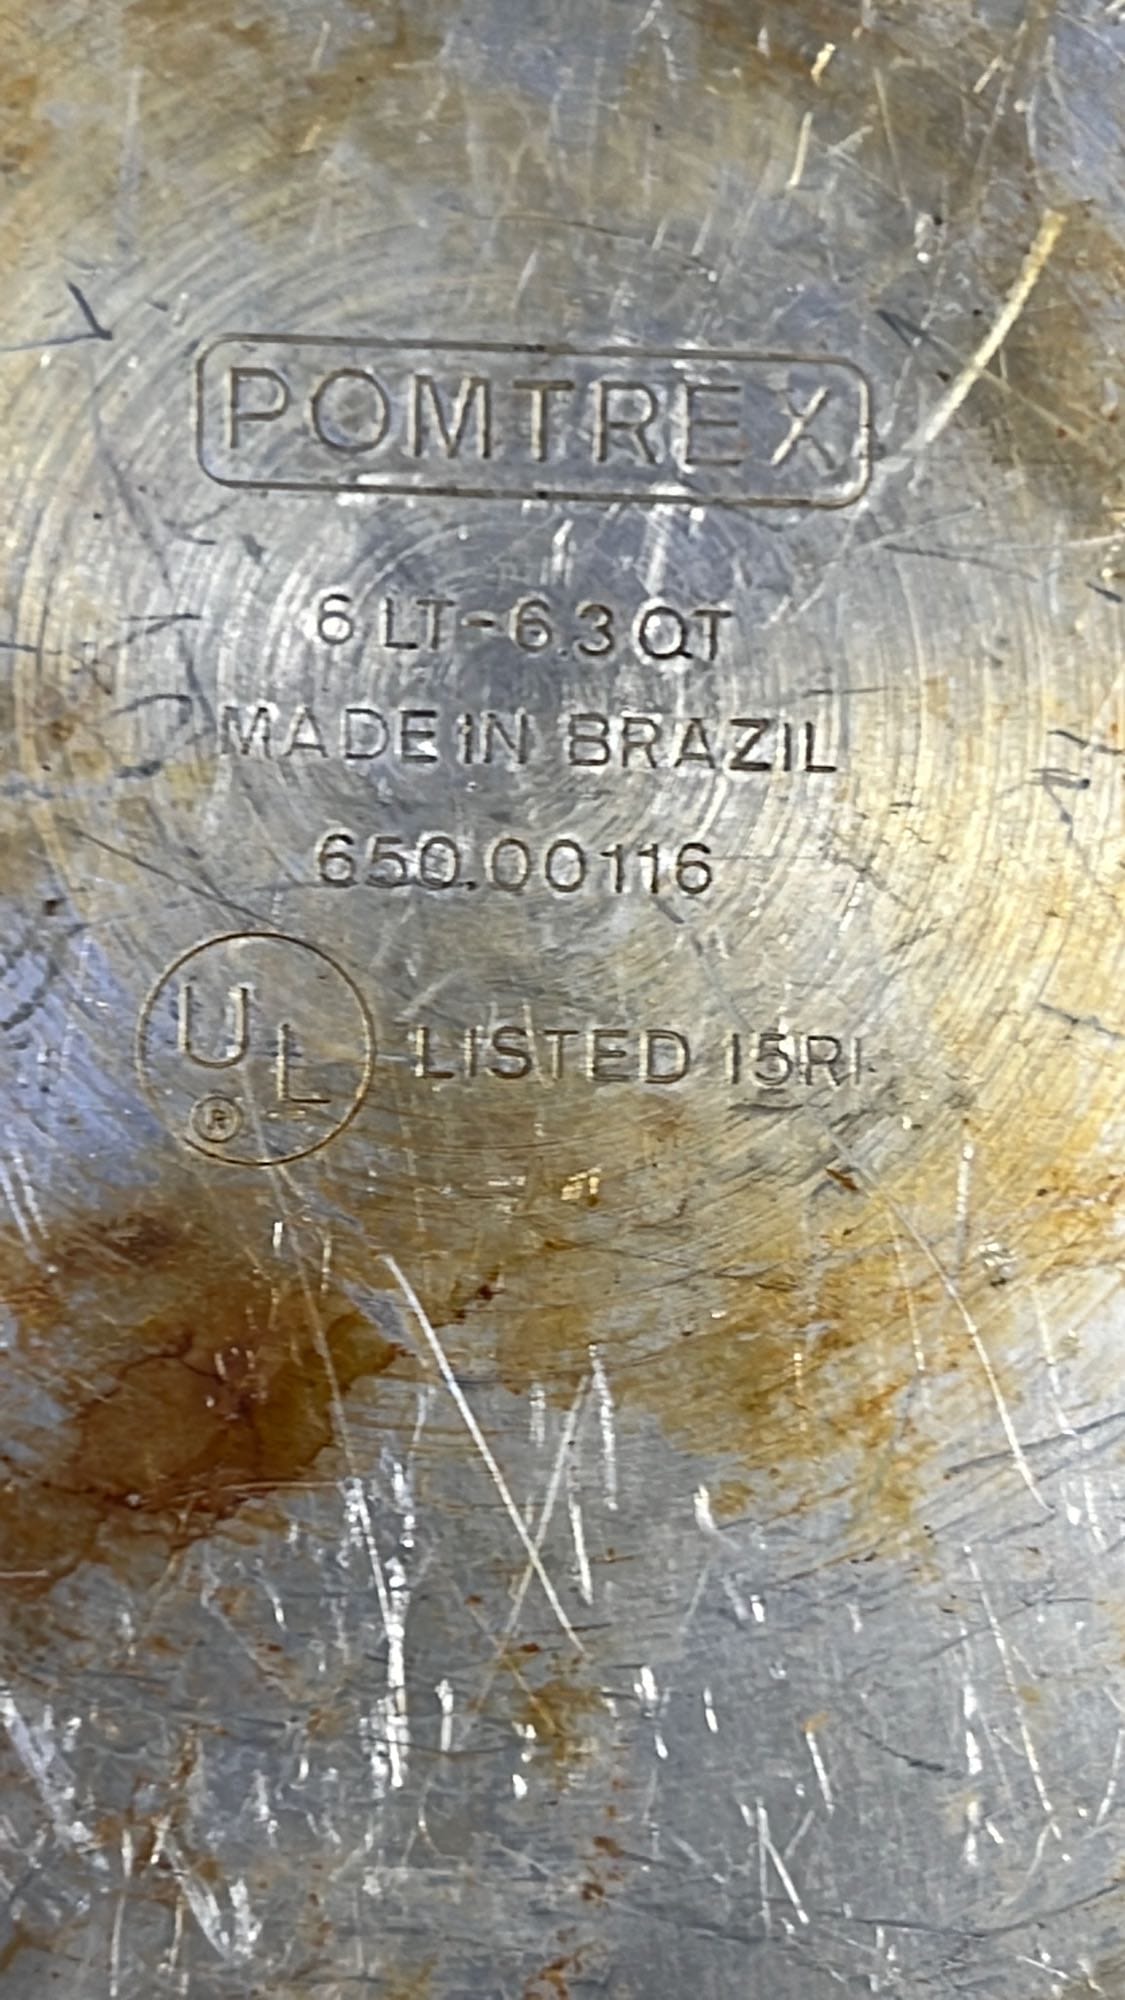 POMTREX
6 LT-6.3 QT
MADE IN BRAZIL
650.00116
UL ® LISTED 15RI